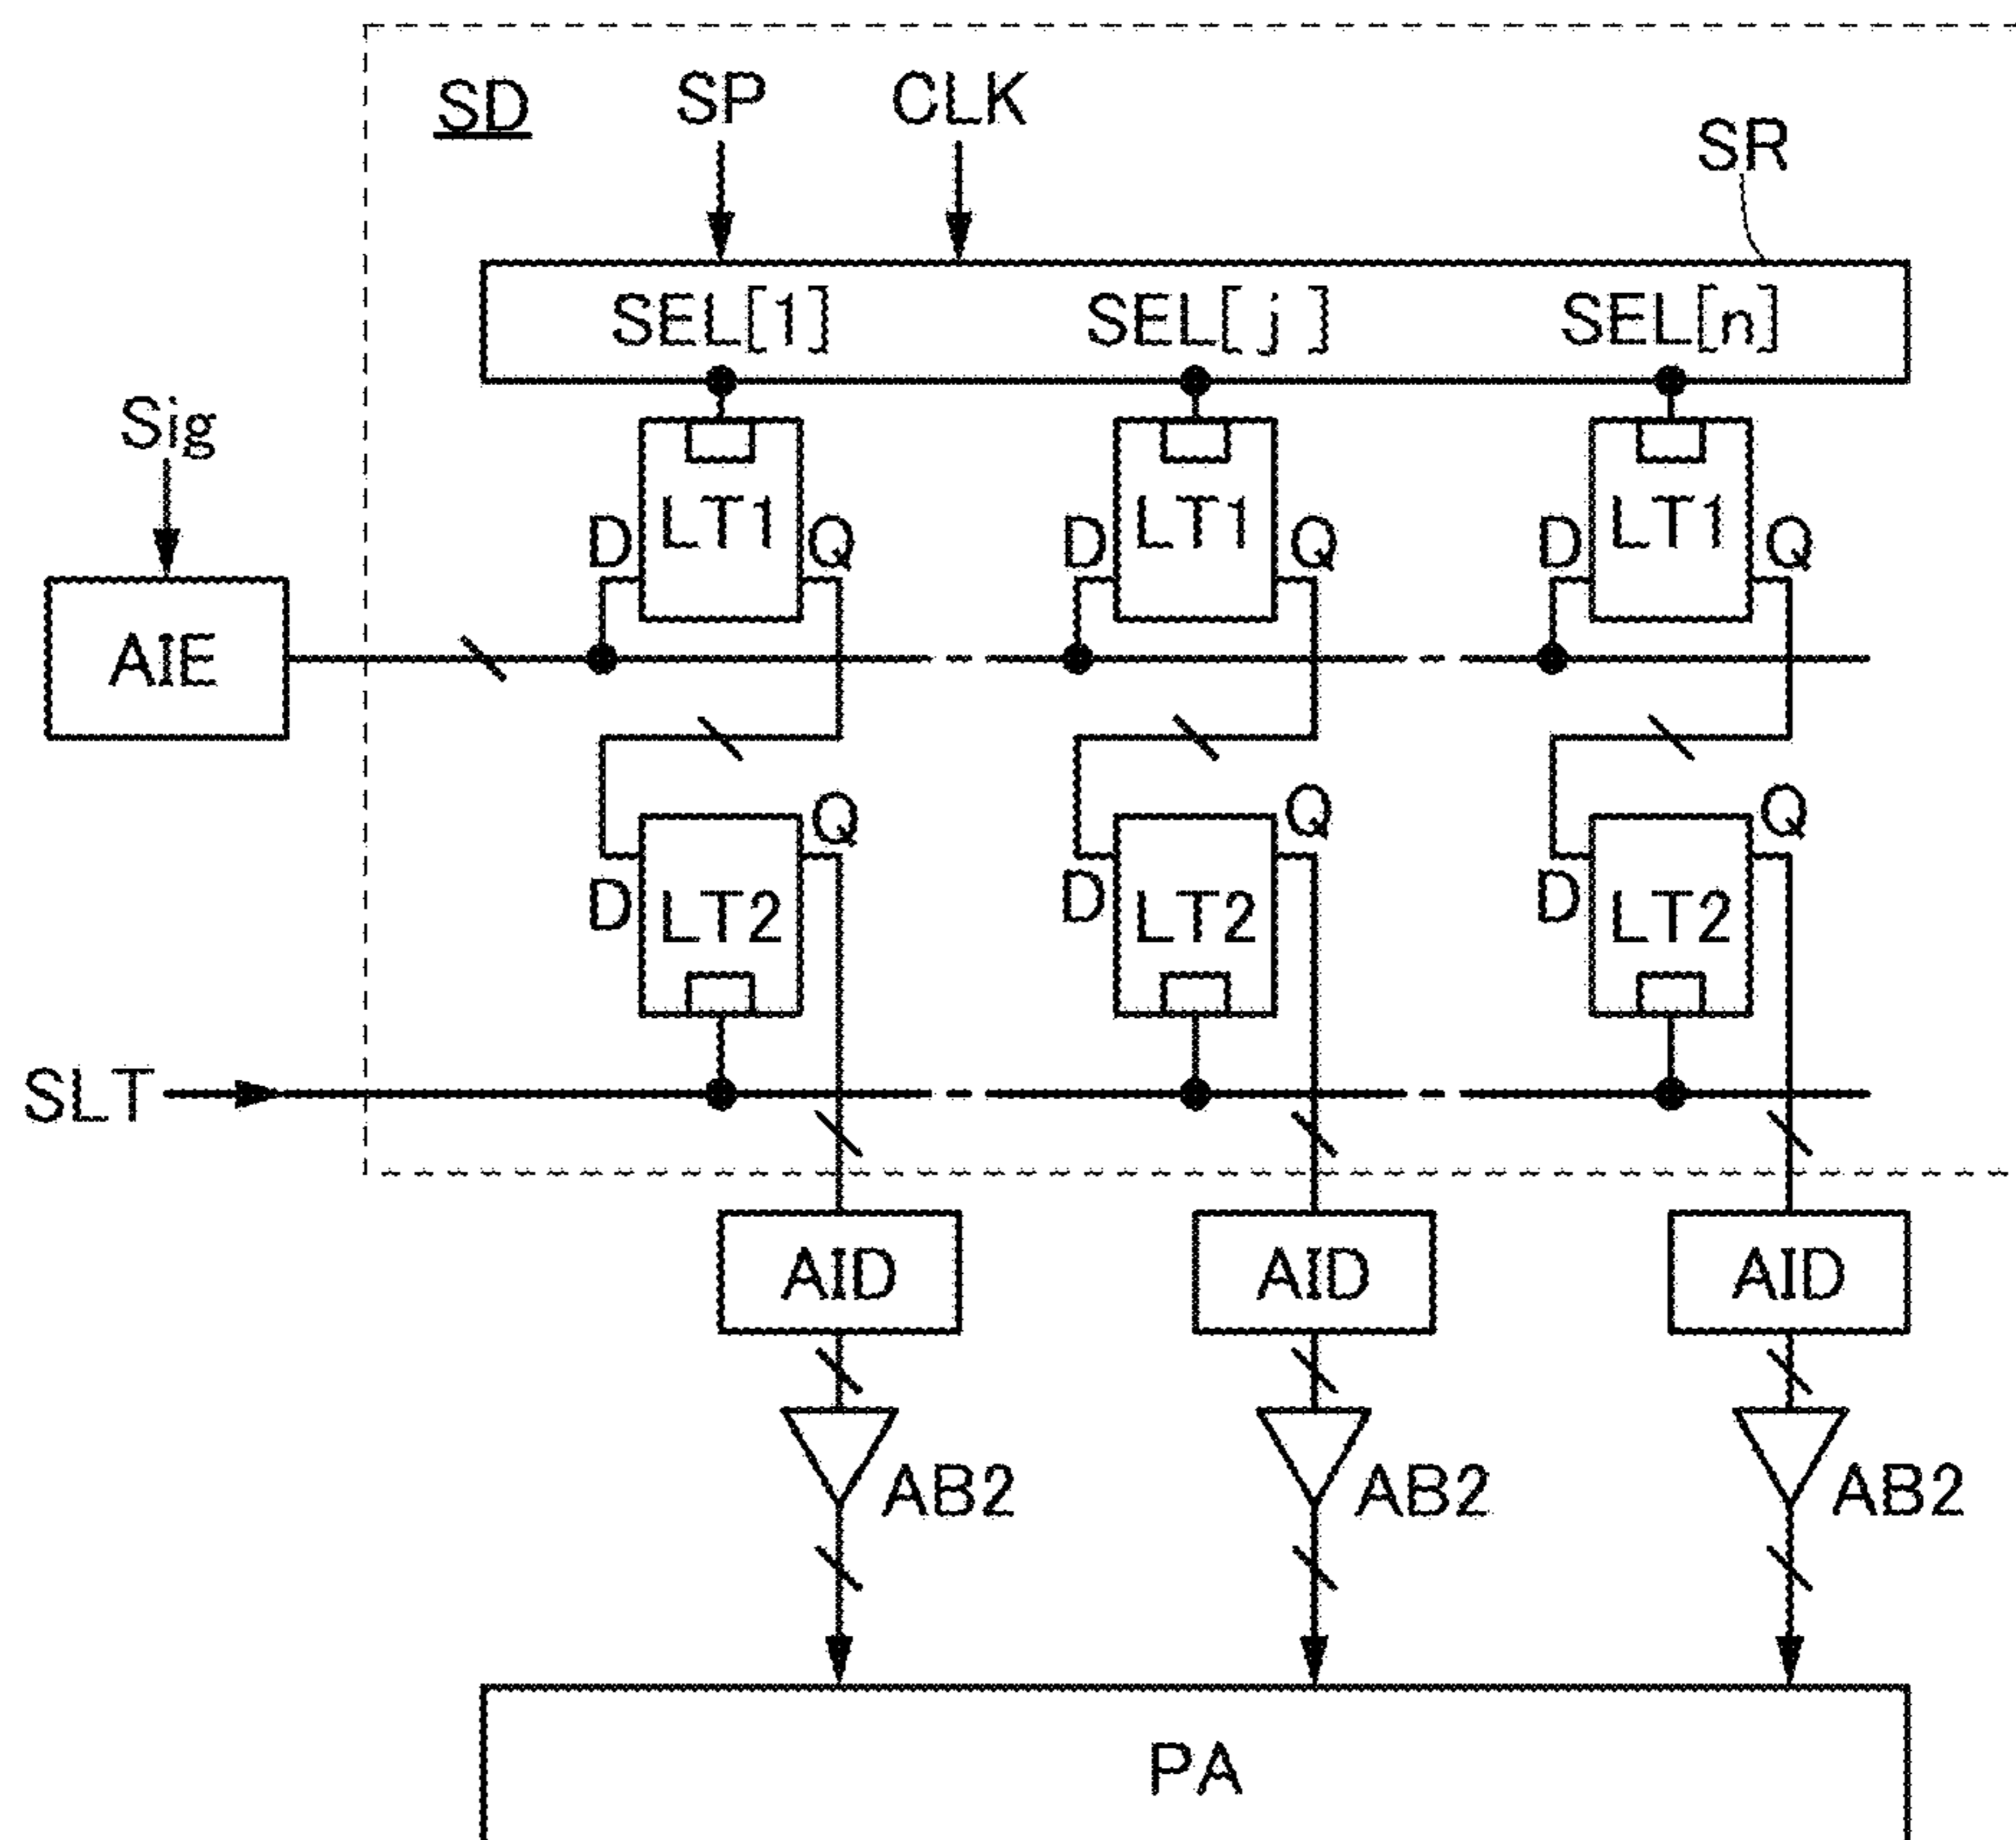 SD SP CLK SR
SEL[1] SEL[j] SEL[n]
Sig
LT1 LT1 LT1
D Q D Q D Q
AIE
Q Q Q
D LT2 D LT2 D LT2
SLT
AID AID AID
AB2 AB2 AB2
PA